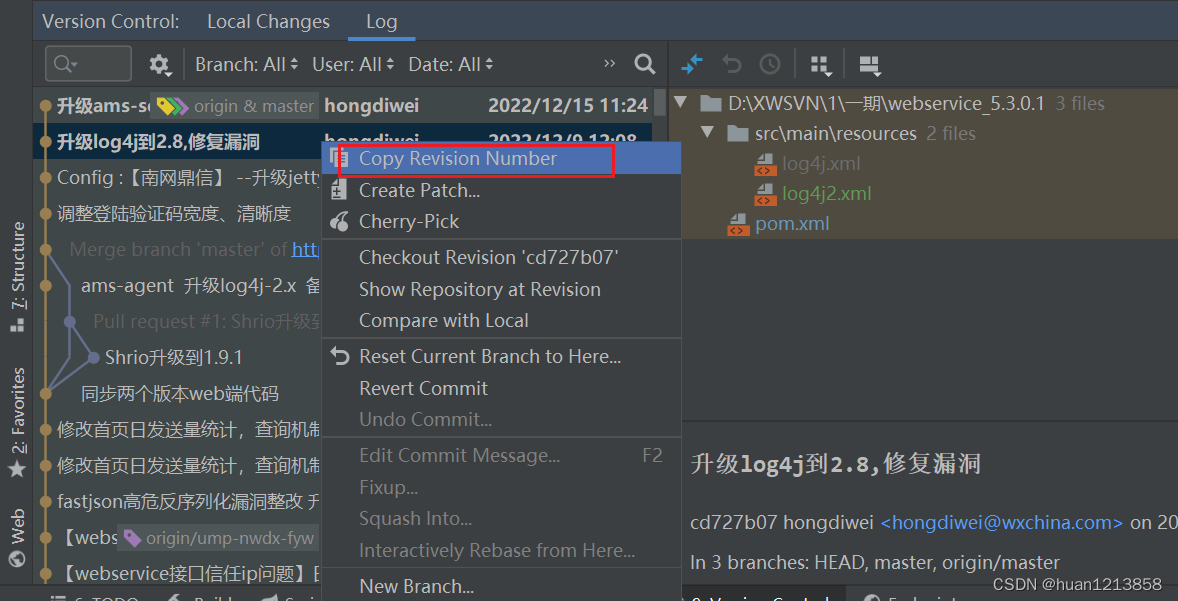 Version Control: Local Changes Log
Branch: All User: All Date: All »
升级ams-s origin & master hongdiwei 2022/12/15 11:24
升级log4j到2.8,修复漏洞 hongdiwei 2022/12/9 12:08
Config :【南网鼎信】 --升级jetty
调整登陆验证码宽度、清晰度
Merge branch 'master' of http
ams-agent 升级log4j-2.x 备
Pull request #1: Shrio升级到
Shrio升级到1.9.1
同步两个版本web端代码
修改首页日发送量统计，查询机制
修改首页日发送量统计，查询机制
fastjson高危反序列化漏洞整改 升
【webs origin/ump-nwdx-fyw
【webservice接口信任ip问题】
Copy Revision Number
Create Patch...
Cherry-Pick
Checkout Revision 'cd727b07'
Show Repository at Revision
Compare with Local
Reset Current Branch to Here...
Revert Commit
Undo Commit...
Edit Commit Message... F2
Fixup...
Squash Into...
Interactively Rebase from Here...
New Branch...
D:\XWSVN\1\一期\webservice_5.3.0.1 3 files
src\main\resources 2 files
log4j.xml
log4j2.xml
pom.xml
升级log4j到2.8,修复漏洞
cd727b07 hongdiwei <hongdiwei@wxchina.com> on 20
In 3 branches: HEAD, master, origin/master
7: Structure
2: Favorites
Web
6: TODO Build
9: Version Control
CSDN @huan1213858